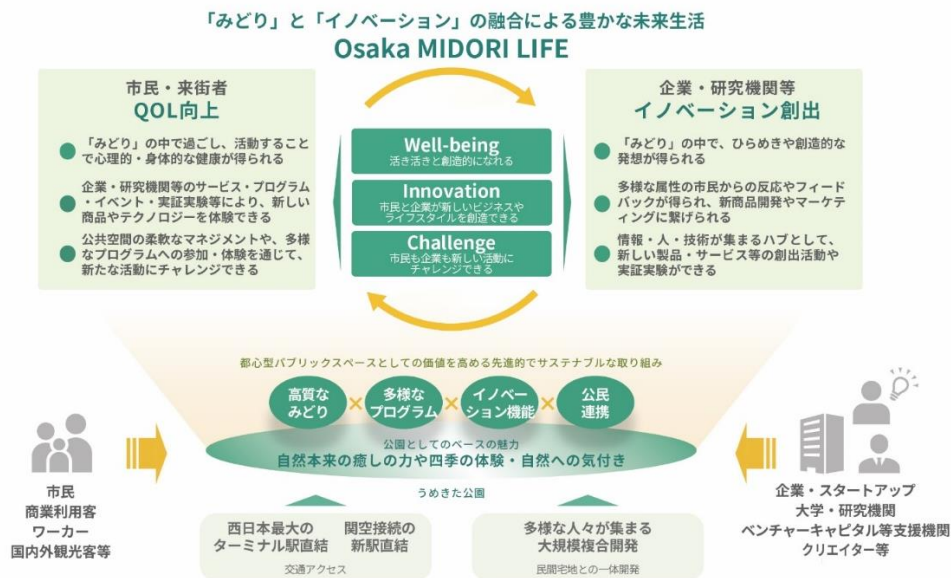 「みどり」と「イノベーション」の融合による豊かな未来生活
Osaka MIDORI LIFE
市民・来街者
QOL向上
「みどり」の中で過ごし、活動すること
で心理的・身体的な健康が得られる
企業・研究機関等のサービス・プログラム
・イベント・実証実験等により、新しい
商品やテクノロジーを体験できる
公共空間の柔軟なマネジメントや、多様
なプログラムへの参加・体験を通じて、
新たな活動にチャレンジできる
Well-being
活き活きと創造的になれる
Innovation
市民と企業が新しいビジネスや
ライフスタイルを創造できる
Challenge
市民も企業も新しい活動に
チャレンジできる
企業・研究機関等
イノベーション創出
「みどり」の中で、ひらめきや創造的な
発想が得られる
多様な属性の市民からの反応やフィード
バックが得られ、新商品開発やマーケ
ティングに繋げられる
情報・人・技術が集まるハブとして、
新しい製品・サービス等の創出活動や
実証実験ができる
都心型パブリックスペースとしての価値を高める先進的でサステナブルな取り組み
高質な
みどり
×
多様な
プログラム
×
イノベー
ション機能
×
公民
連携
公園としてのベースの魅力
自然本来の癒しの力や四季の体験・自然への気付き
うめきた公園
市民
商業利用客
ワーカー
国内外観光客等
西日本最大の
ターミナル駅直結
関空接続の
新駅直結
交通アクセス
多様な人々が集まる
大規模複合開発
民間宅地との一体開発
企業・スタートアップ
大学・研究機関
ベンチャーキャピタル等支援機関
クリエイター等